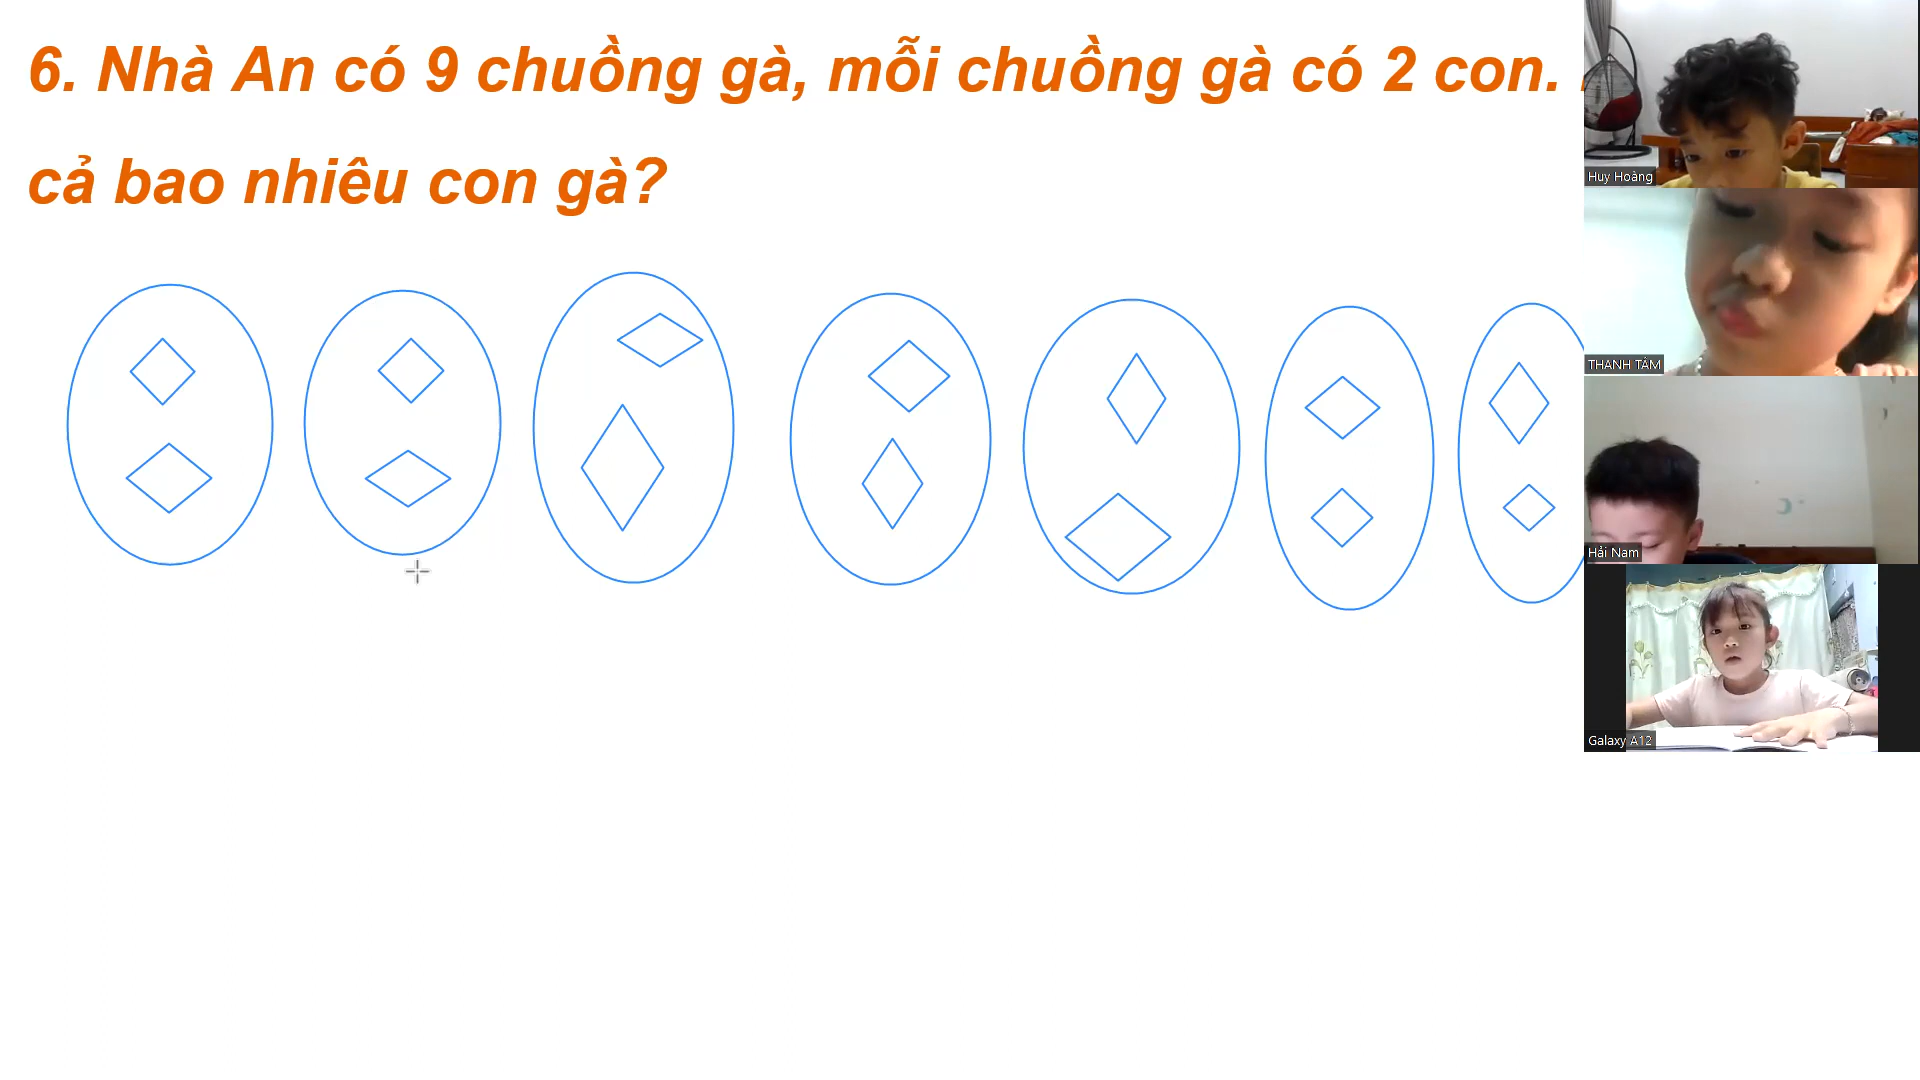 6. Nhà An có 9 chuồng gà, mỗi chuồng gà có 2 con.
cả bao nhiêu con gà?
Huy Hoàng
THANH TÂM
Hải Nam
Galaxy A12